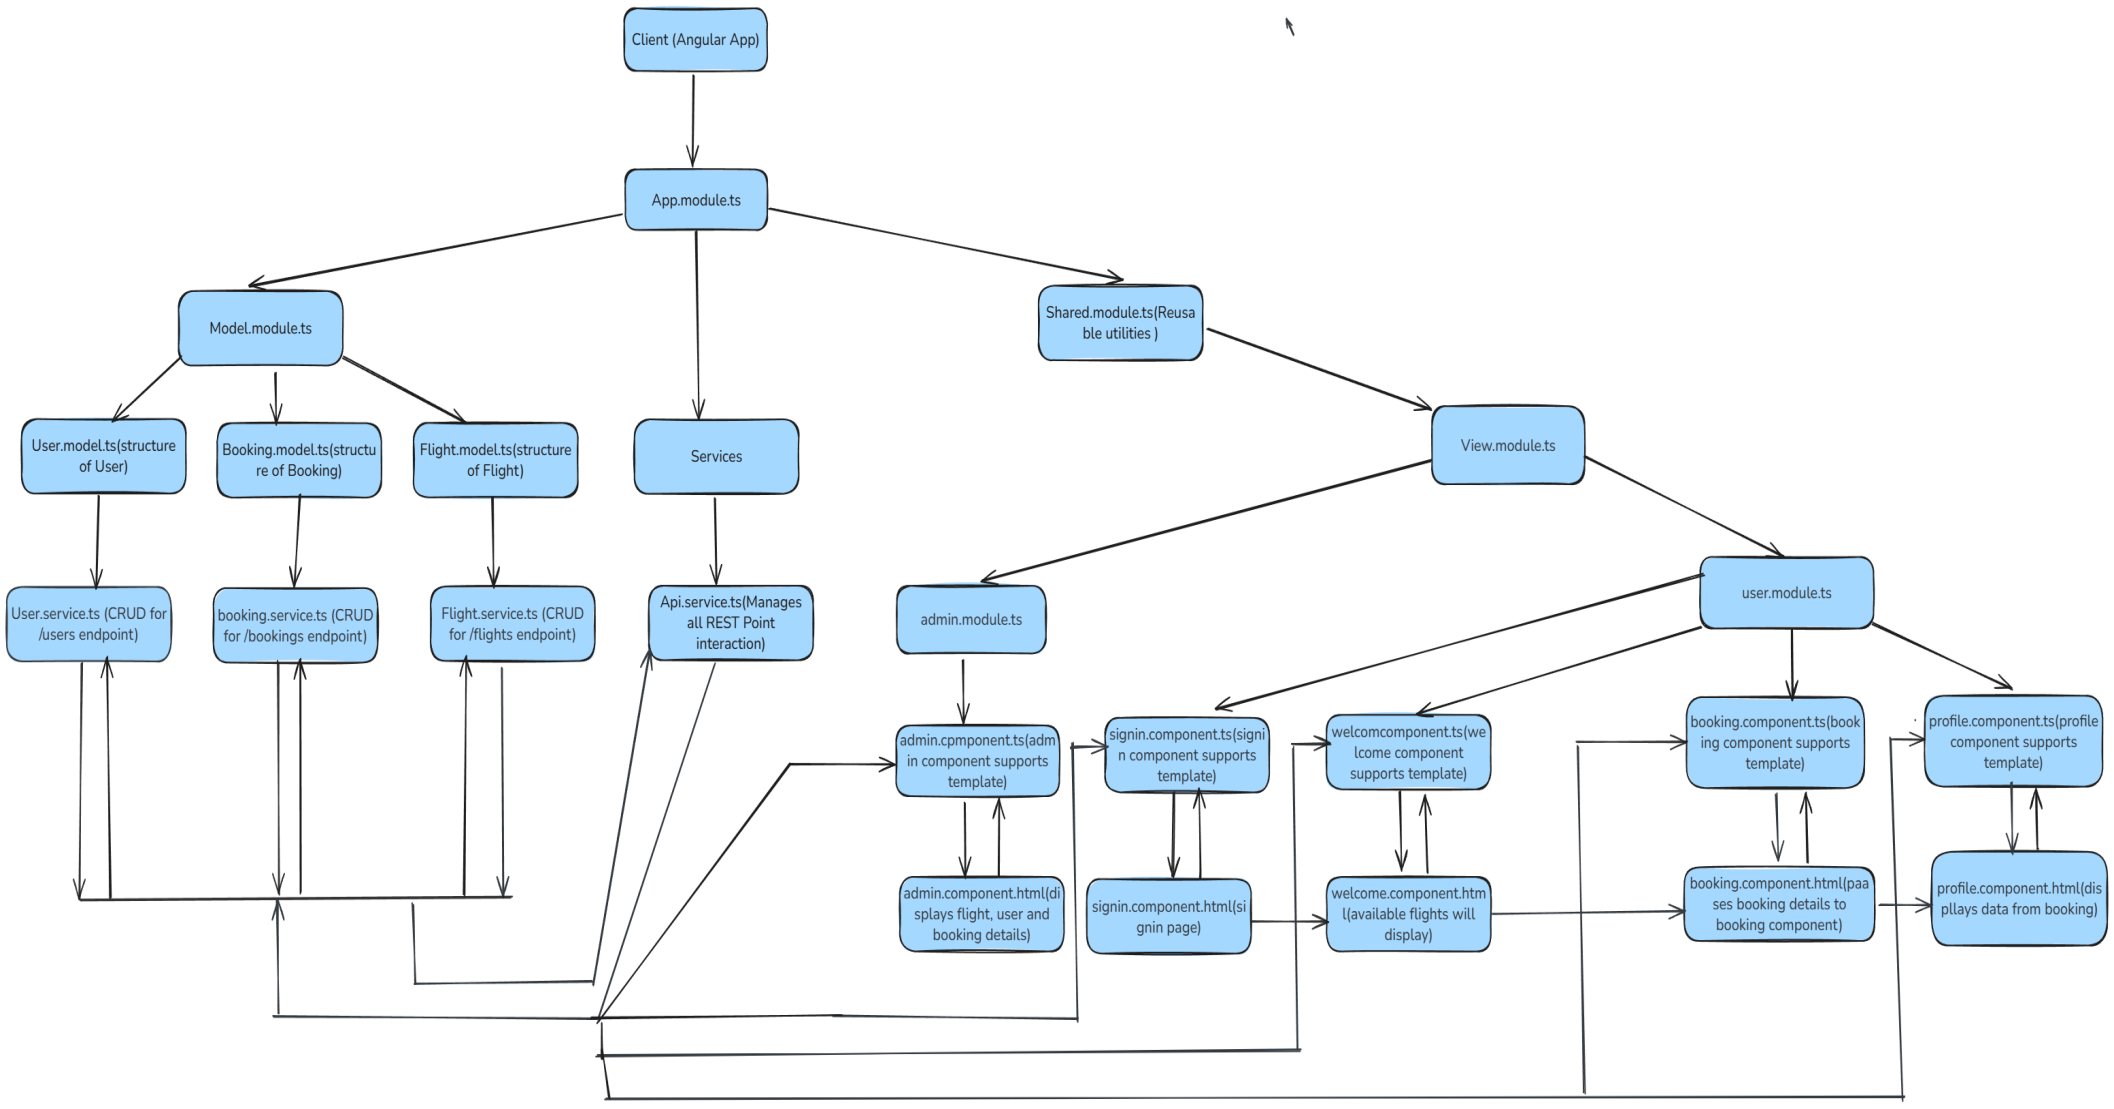 Client (Angular App)
App.module.ts
Model.module.ts
Shared.module.ts(Reusa
ble utilities )
User.model.ts(structure
of User)
Booking.model.ts(structu
re of Booking)
Flight.model.ts(structure
of Flight)
Services
View.module.ts
User.service.ts (CRUD for
/users endpoint)
booking.service.ts (CRUD
for /bookings endpoint)
Flight.service.ts (CRUD
for /flights endpoint)
Api.service.ts(Manages
all REST Point
interaction)
admin.module.ts
user.module.ts
admin.cpmponent.ts(adm
in component supports
template)
signin.component.ts(signi
n component supports
template)
welcomcomponent.ts(we
lcome component
supports template)
booking.component.ts(book
ing component supports
template)
profile.component.ts(profile
component supports
template)
admin.component.html(di
splays flight, user and
booking details)
signin.component.html(si
gnin page)
welcome.component.htm
l(available flights will
display)
booking.component.html(paa
ses booking details to
booking component)
profile.component.html(dis
pllays data from booking)